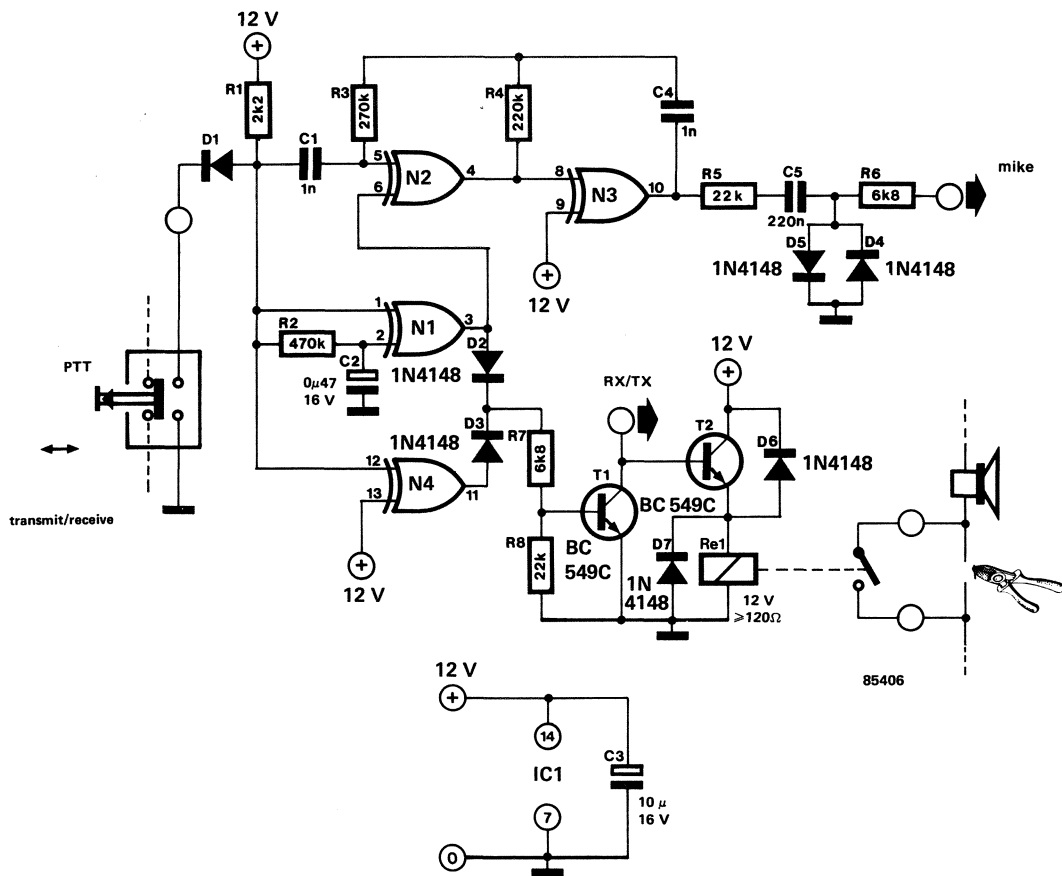 12 V
+
R1
2k2
D1
C1
1n
R3
270k
R4
220k
C4
1n
5
6
N2
4
8
9
N3
10
12 V
+
R5
22k
C5
220n
R6
6k8
mike
D5
1N4148
D4
1N4148
1
2
N1
3
R2
470k
C2
0µ47
16 V
1N4148
D2
PTT
transmit/receive
1N4148
D3
12
13
N4
11
12 V
+
R7
6k8
R8
22k
RX/TX
T1
BC
549C
12 V
+
T2
BC 549C
D6
1N4148
D7
1N
4148
Re1
12 V
≥120Ω
85406
12 V
+
14
IC1
7
C3
10 µ
16 V
0